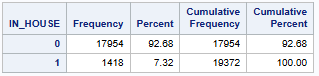 IN_HOUSE Frequency Percent Cumulative Frequency Cumulative Percent
0 17954 92.68 17954 92.68
1 1418 7.32 19372 100.00